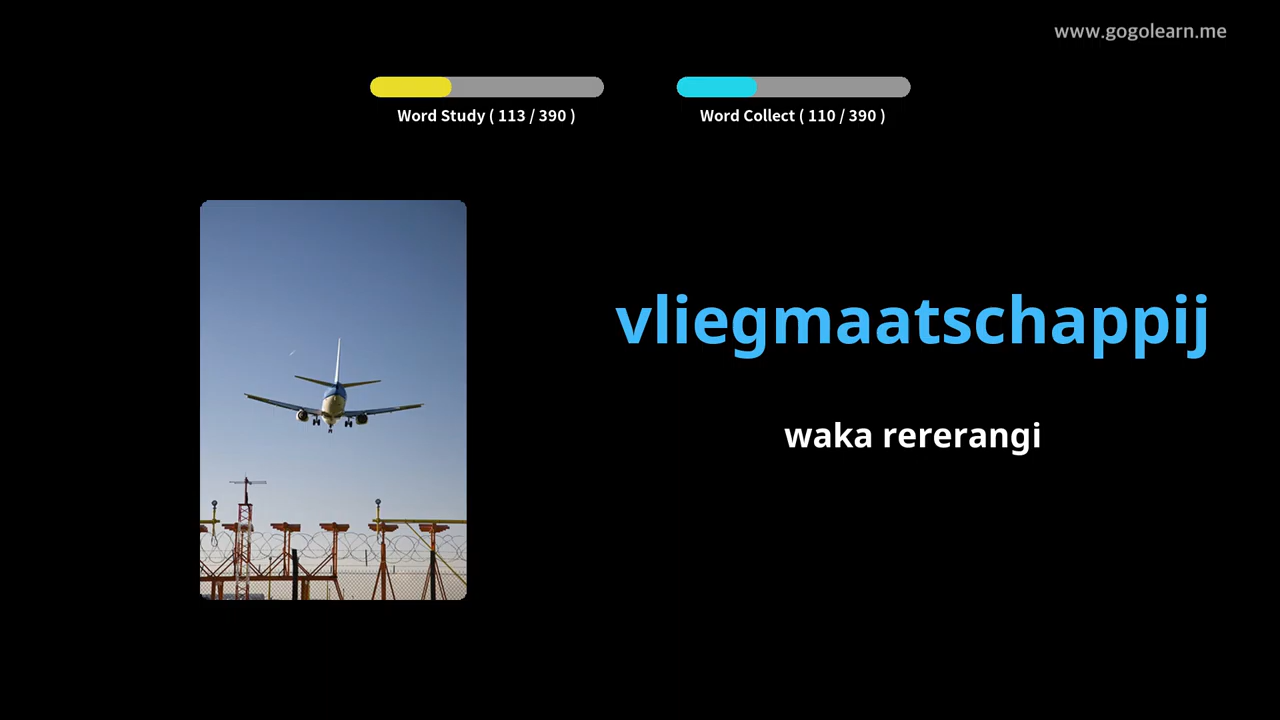 www.gogolearn.me
Word Study ( 113 / 390 )
Word Collect ( 110 / 390 )
vliegmaatschappij
waka rererangi